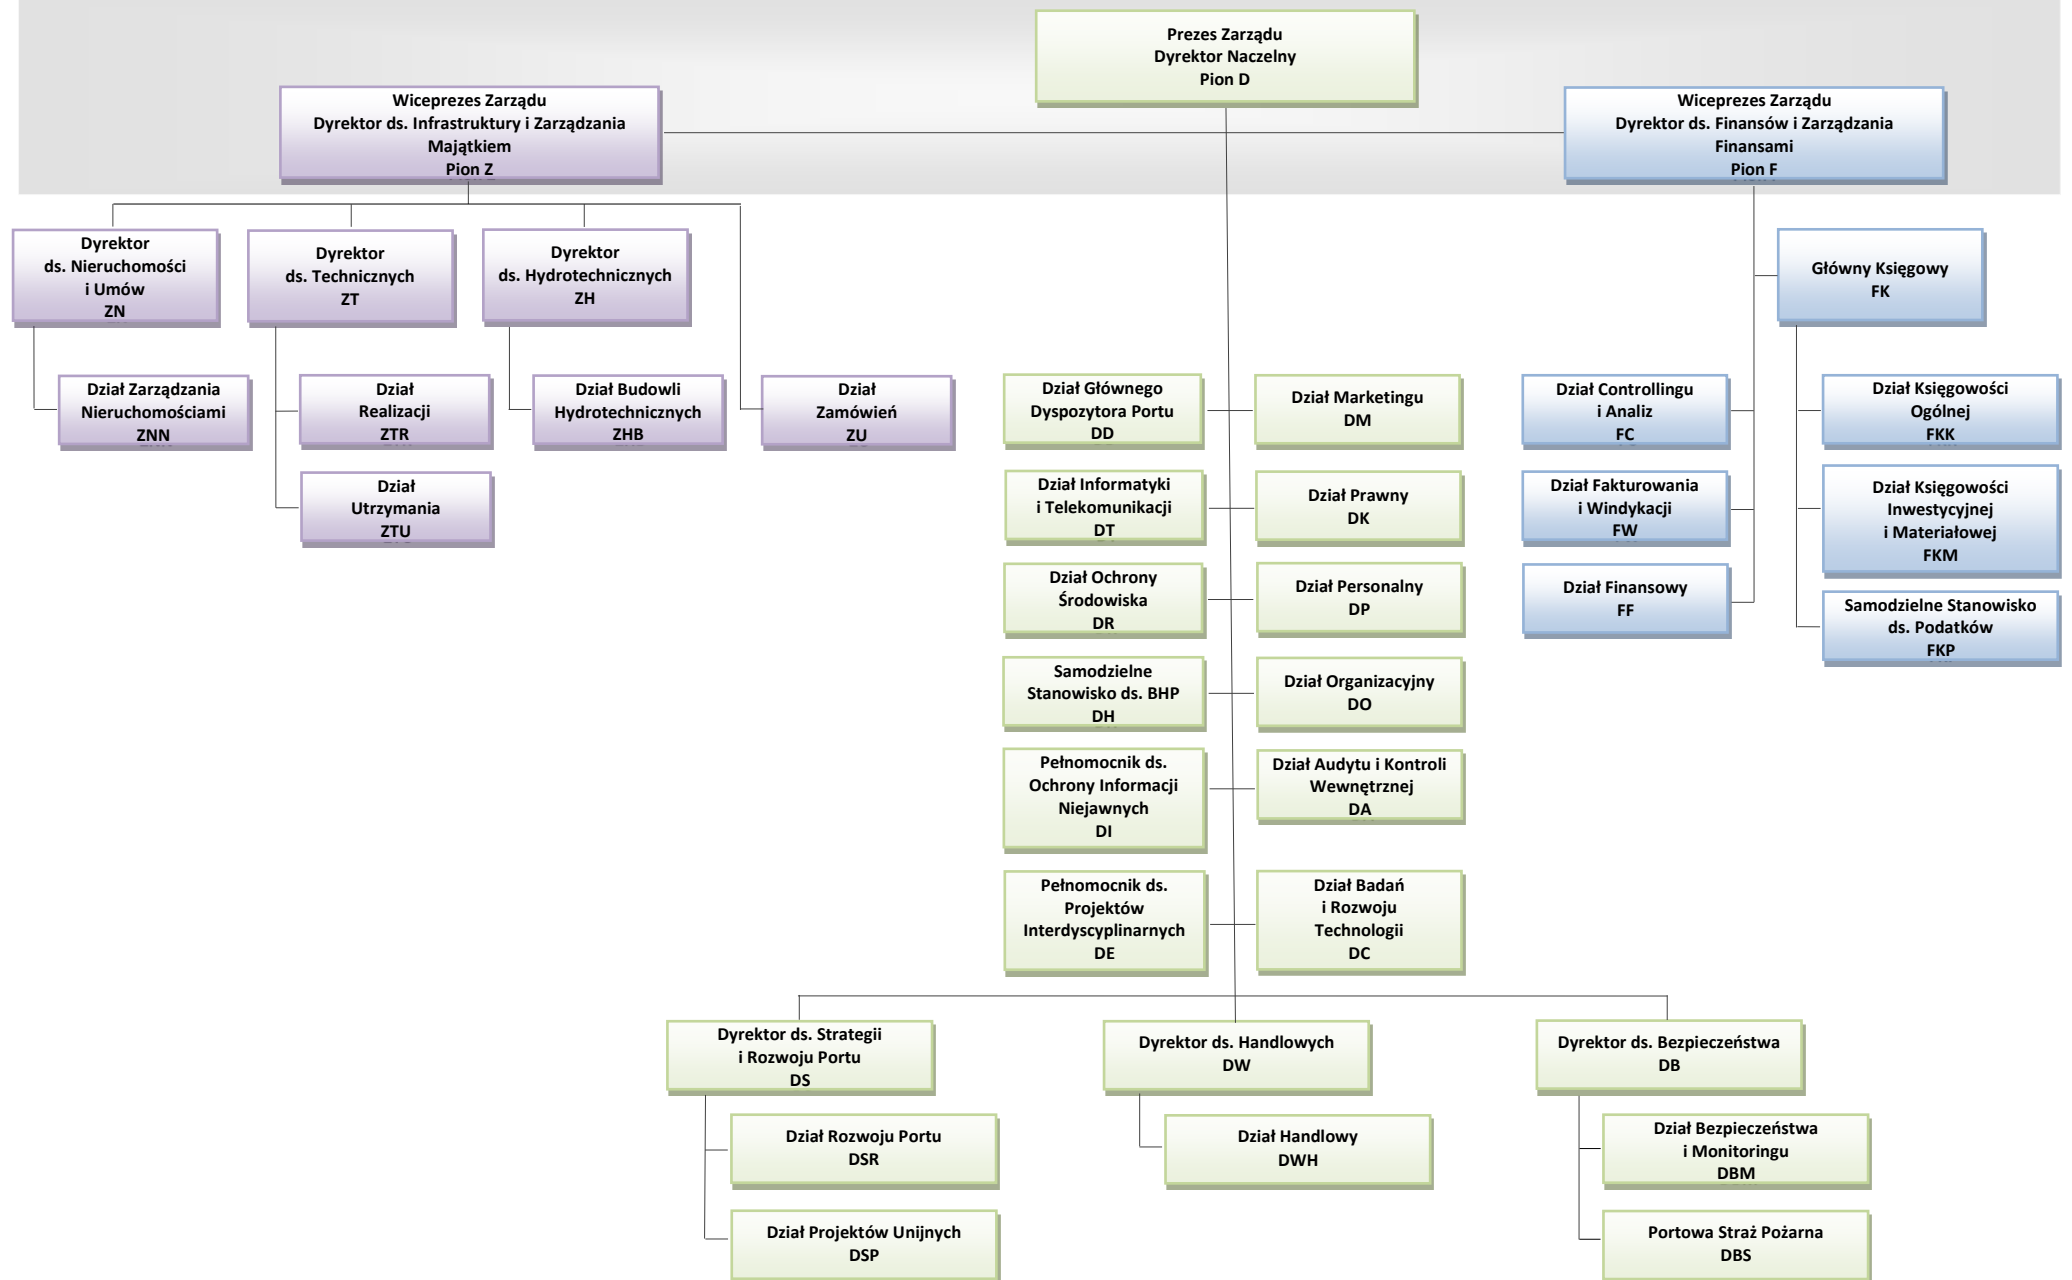 Prezes Zarządu
Dyrektor Naczelny
Pion D
Wiceprezes Zarządu
Dyrektor ds. Infrastruktury i Zarządzania
Majątkiem
Pion Z
Wiceprezes Zarządu
Dyrektor ds. Finansów i Zarządzania
Finansami
Pion F
Dyrektor
ds. Nieruchomości
i Umów
ZN
Dyrektor
ds. Technicznych
ZT
Dyrektor
ds. Hydrotechnicznych
ZH
Główny Księgowy
FK
Dział Zarządzania
Nieruchomościami
ZNN
Dział
Realizacji
ZTR
Dział Budowli
Hydrotechnicznych
ZHB
Dział
Zamówień
ZU
Dział
Utrzymania
ZTU
Dział Głównego
Dyspozytora Portu
DD
Dział Marketingu
DM
Dział Informatyki
i Telekomunikacji
DT
Dział Prawny
DK
Dział Ochrony
Środowiska
DR
Dział Personalny
DP
Samodzielne
Stanowisko ds. BHP
DH
Dział Organizacyjny
DO
Pełnomocnik ds.
Ochrony Informacji
Niejawnych
DI
Dział Audytu i Kontroli
Wewnętrznej
DA
Pełnomocnik ds.
Projektów
Interdyscyplinarnych
DE
Dział Badań
i Rozwoju
Technologii
DC
Dział Controllingu
i Analiz
FC
Dział Fakturowania
i Windykacji
FW
Dział Finansowy
FF
Dział Księgowości
Ogólnej
FKK
Dział Księgowości
Inwestycyjnej
i Materiałowej
FKM
Samodzielne Stanowisko
ds. Podatków
FKP
Dyrektor ds. Strategii
i Rozwoju Portu
DS
Dyrektor ds. Handlowych
DW
Dyrektor ds. Bezpieczeństwa
DB
Dział Rozwoju Portu
DSR
Dział Projektów Unijnych
DSP
Dział Handlowy
DWH
Dział Bezpieczeństwa
i Monitoringu
DBM
Portowa Straż Pożarna
DBS